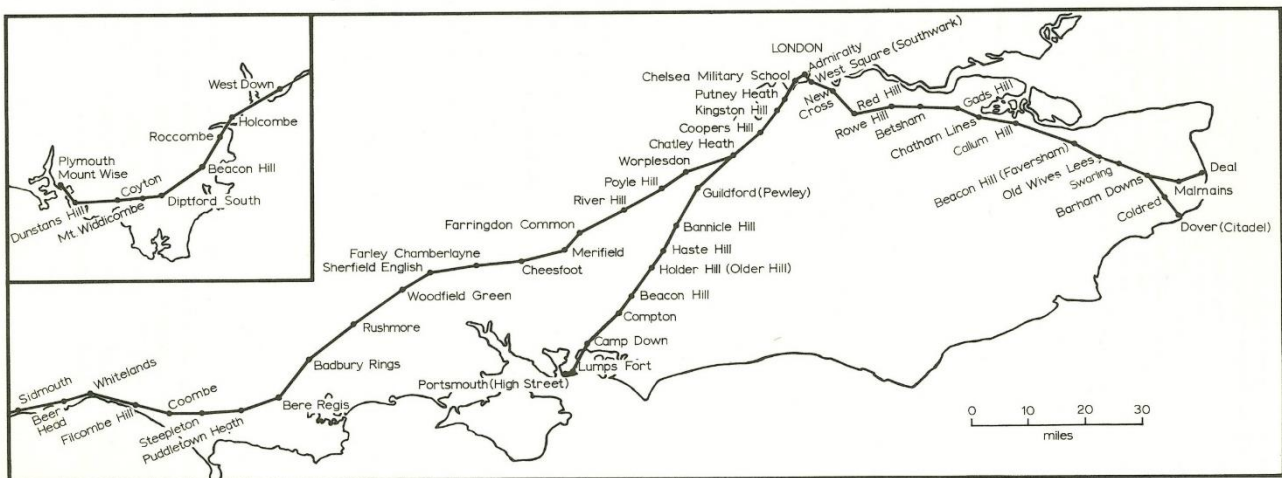 West Down
Holcombe
Roccombe
Beacon Hill
Plymouth
Mount Wise
Coyton
Diptford South
Mt. Widdicombe
Dunstans Hill
LONDON
Admiralty
West Square (Southwark)
Chelsea Military School
Putney Heath
Kingston Hill
Coopers Hill
Chatley Heath
New
Cross
Rowe Hill
Red Hill
Betsham
Gads Hill
Chatham Lines
Callum Hill
Beacon Hill (Faversham)
Old Wives Lees
Swarling
Barham Downs
Deal
Malmains
Coldred
Dover (Citadel)
Worplesdon
Poyle Hill
River Hill
Farringdon Common
Merifield
Cheesfoot
Farley Chamberlayne
Sherfield English
Woodfield Green
Rushmore
Badbury Rings
Bere Regis
Puddletown Heath
Steepleton
Coombe
Filcombe Hill
Whitelands
Beer
Head
Sidmouth
Guildford (Pewley)
Bannicle Hill
Haste Hill
Holder Hill (Older Hill)
Beacon Hill
Compton
Camp Down
Lumps Fort
Portsmouth (High Street)
0 10 20 30
miles